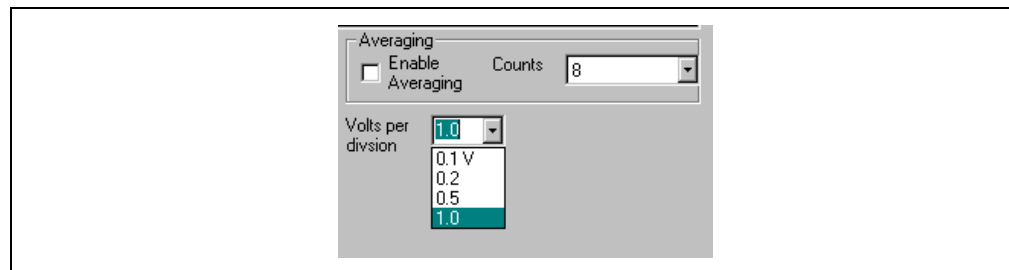 Averaging
Enable Averaging
Counts
8
Volts per divsion
1.0
0.1 V
0.2
0.5
1.0